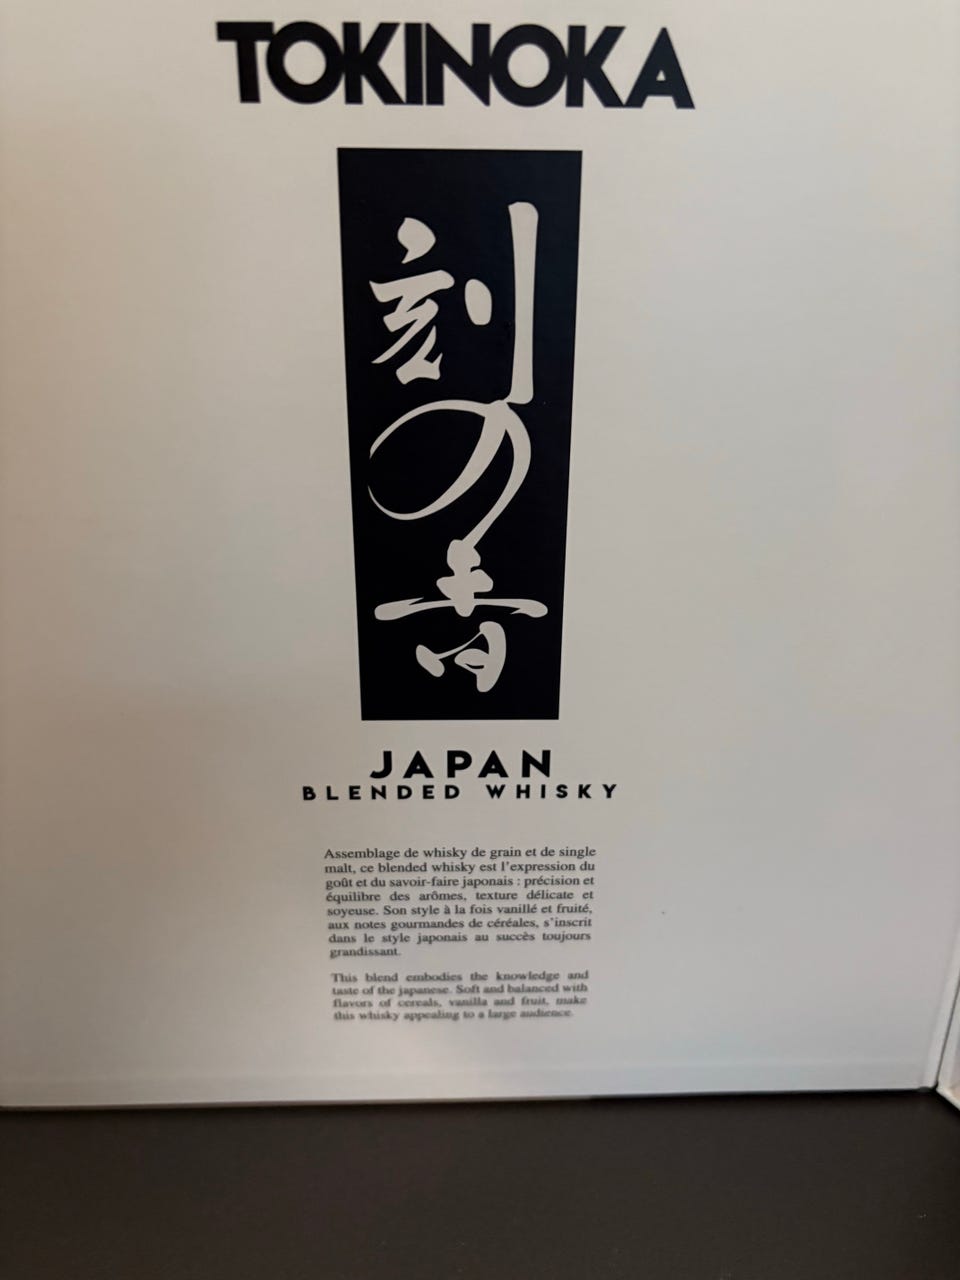 TOKINOKA
刻の香
JAPAN
BLENDED WHISKY
Assemblage de whisky de grain et de single
malt, ce blended whisky est l'expression du
goût et du savoir-faire japonais : précision et
équilibre des arômes, texture délicate et
soyeuse. Son style à la fois vanillé et fruité,
aux notes gourmandes de céréales, s'inscrit
dans le style japonais au succès toujours
grandissant.
This blend embodies the knowledge and
taste of the japanese. Soft and balanced with
flavors of cereals, vanilla and fruit, make
this whisky appealing to a large audience.